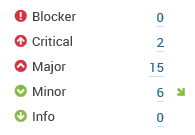 Blocker 0
Critical 2
Major 15
Minor 6
Info 0